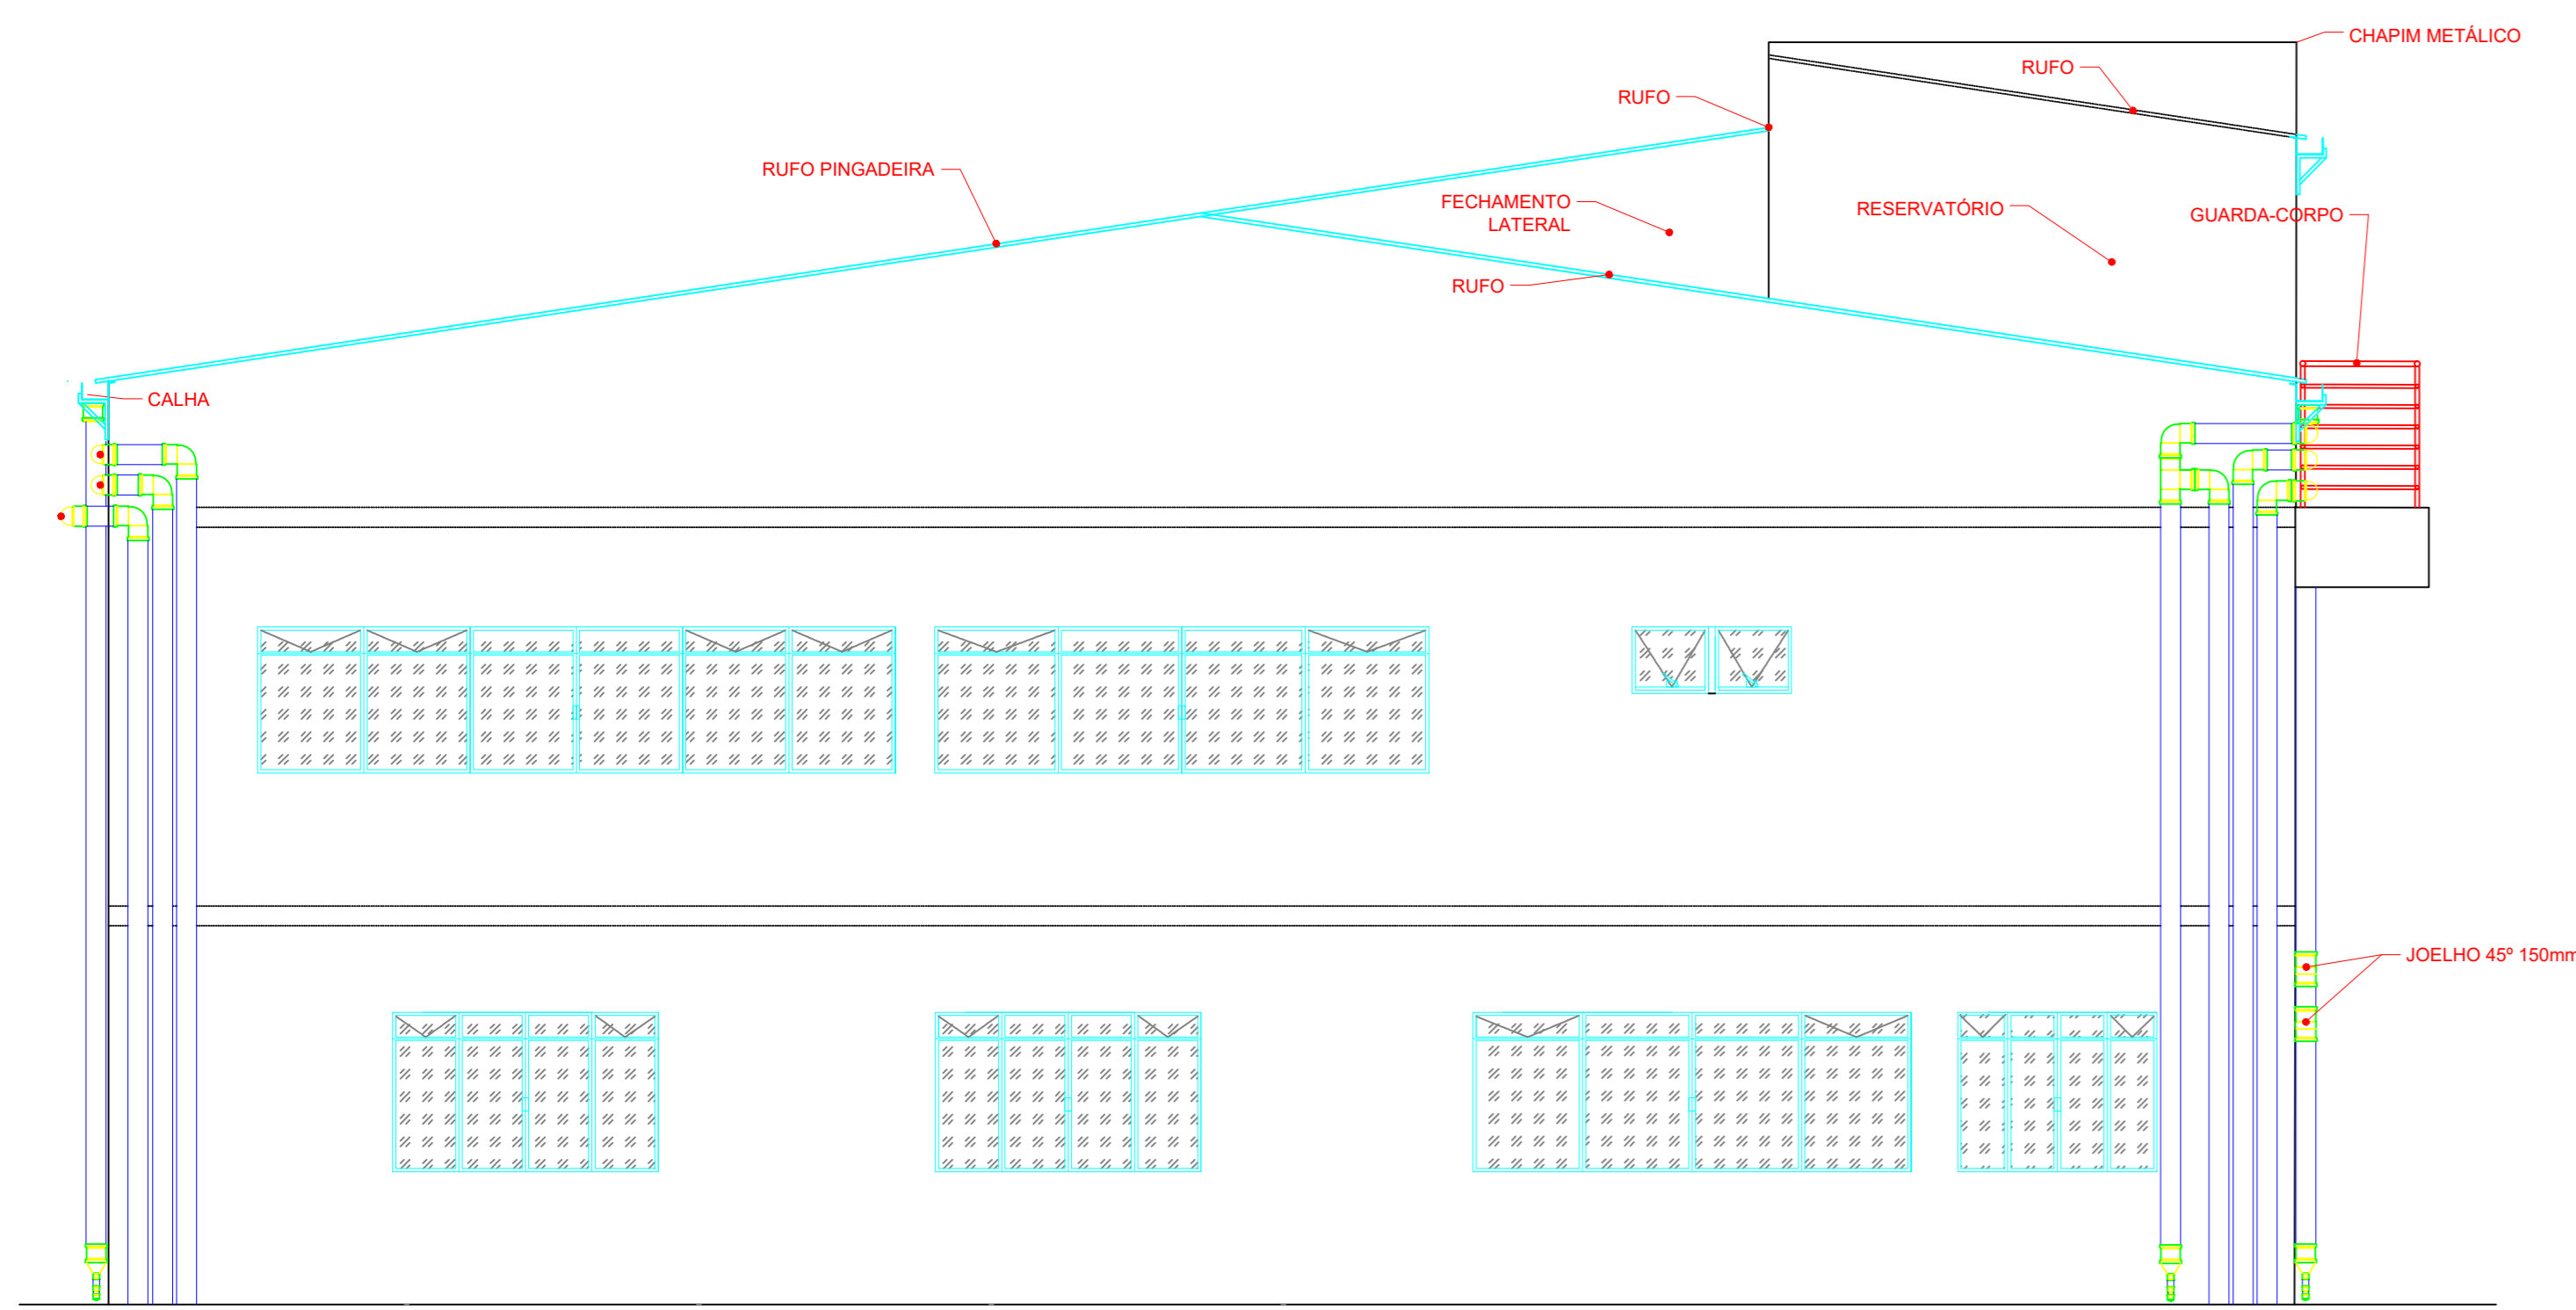 CHAPIM METÁLICO
RUFO
RUFO
RUFO PINGADEIRA
FECHAMENTO
LATERAL
RESERVATÓRIO
GUARDA-CORPO
RUFO
CALHA
JOELHO 45º 150mm